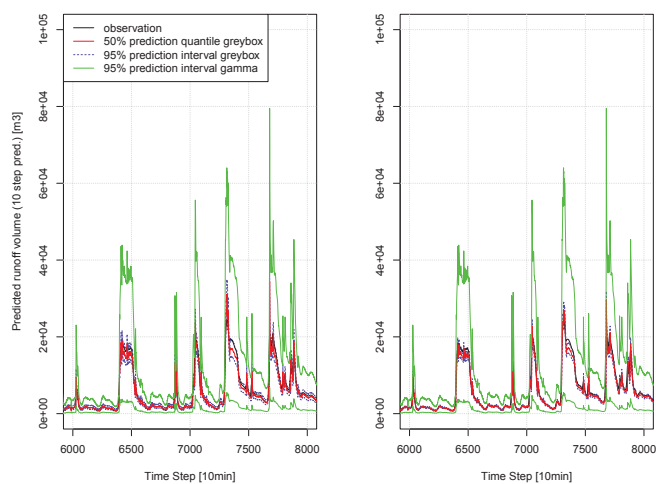 observation
50% prediction quantile greybox
95% prediction interval greybox
95% prediction interval gamma
Predicted runoff volume (10 step pred.) [m3]
1e+05
8e+04
6e+04
4e+04
2e+04
0e+00
6000 6500 7000 7500 8000
Time Step [10min]
1e+05
8e+04
6e+04
4e+04
2e+04
0e+00
6000 6500 7000 7500 8000
Time Step [10min]